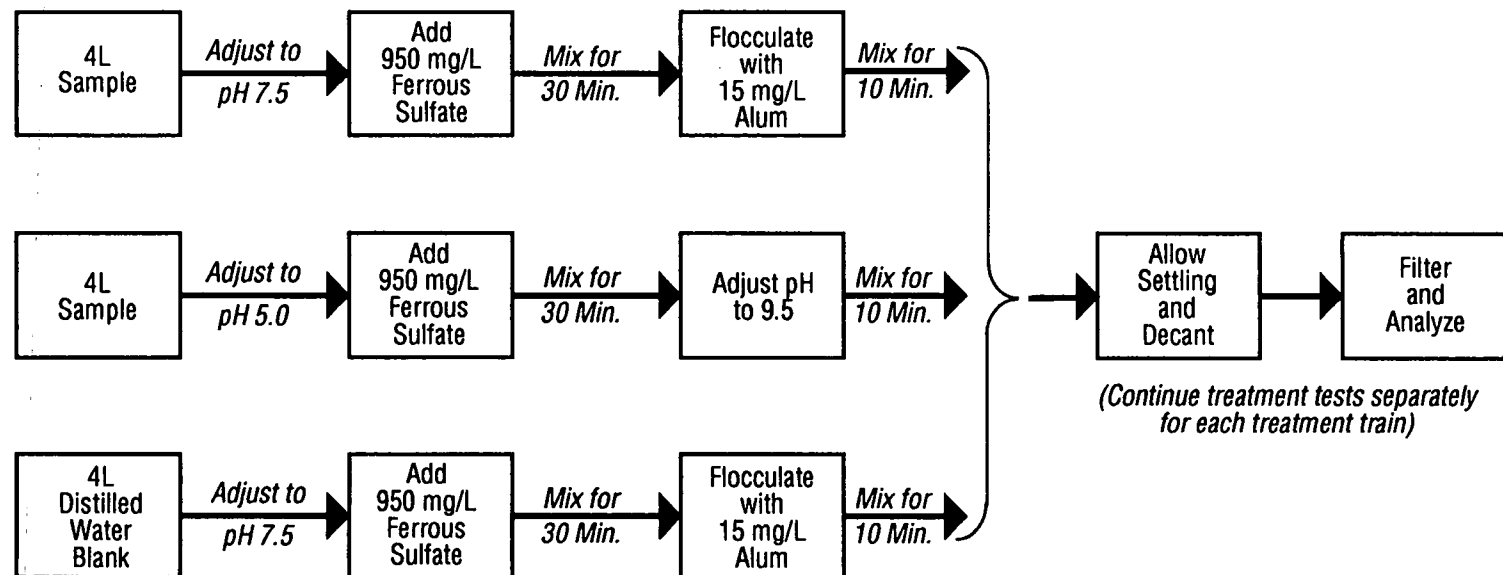 4L
Sample
Adjust to
pH 7.5
Add
950 mg/L
Ferrous
Sulfate
Mix for
30 Min.
Flocculate
with
15 mg/L
Alum
Mix for
10 Min.
4L
Sample
Adjust to
pH 5.0
Add
950 mg/L
Ferrous
Sulfate
Mix for
30 Min.
Adjust pH
to 9.5
Mix for
10 Min.
4L
Distilled
Water
Blank
Adjust to
pH 7.5
Add
950 mg/L
Ferrous
Sulfate
Mix for
30 Min.
Flocculate
with
15 mg/L
Alum
Mix for
10 Min.
Allow
Settling
and
Decant
Filter
and
Analyze
(Continue treatment tests separately
for each treatment train)